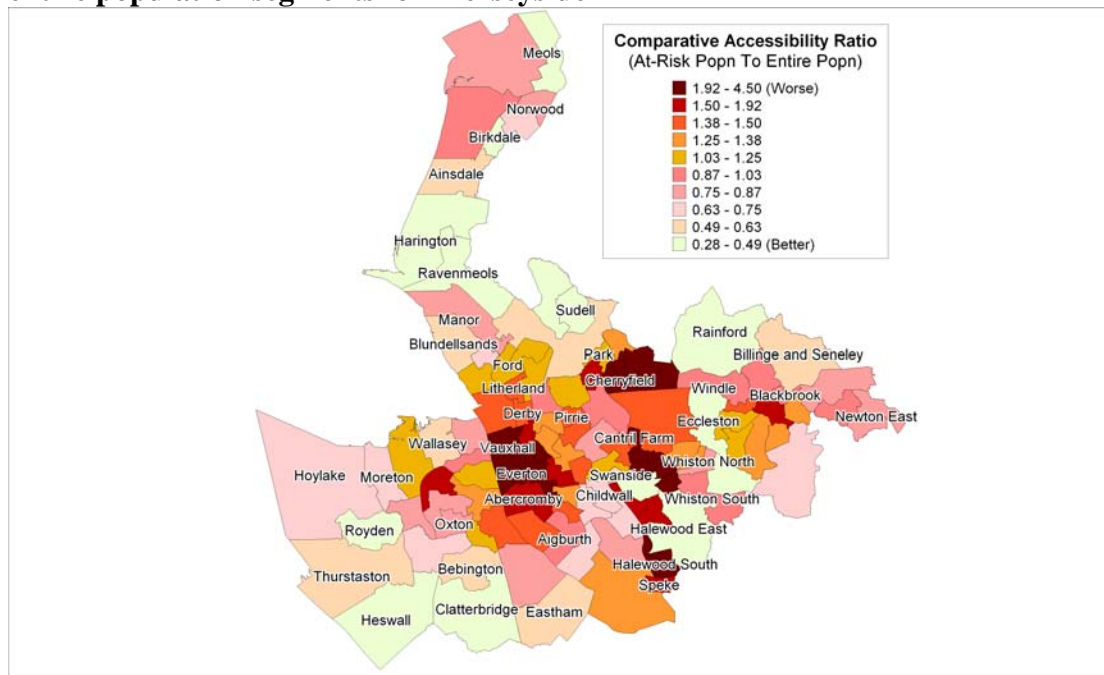 Comparative Accessibility Ratio
(At-Risk Popn To Entire Popn)
1.92 - 4.50 (Worse)
1.50 - 1.92
1.38 - 1.50
1.25 - 1.38
1.03 - 1.25
0.87 - 1.03
0.75 - 0.87
0.63 - 0.75
0.49 - 0.63
0.28 - 0.49 (Better)
Meols
Norwood
Birkdale
Ainsdale
Harington
Ravenmeols
Sudell
Manor
Rainford
Blundellsands
Park
Billinge and Seneley
Ford
Cherryfield
Windle
Litherland
Blackbrook
Derby
Pirrie
Eccleston
Newton East
Wallasey
Vauxhall
Cantril Farm
Whiston North
Hoylake
Moreton
Everton
Swanside
Abercromby
Childwall
Whiston South
Royden
Oxton
Aigburth
Halewood East
Thurstaston
Bebington
Halewood South
Speke
Heswall
Clatterbridge
Eastham